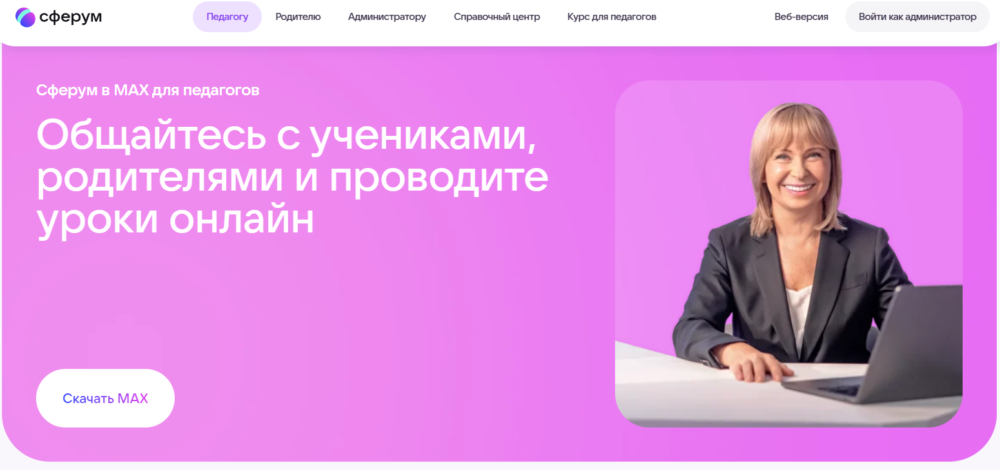 сферум
Педагогу
Родителю
Администратору
Справочный центр
Курс для педагогов
Веб-версия
Войти как администратор
Сферум в MAX для педагогов
Общайтесь с учениками,
родителями и проводите
уроки онлайн
Скачать MAX